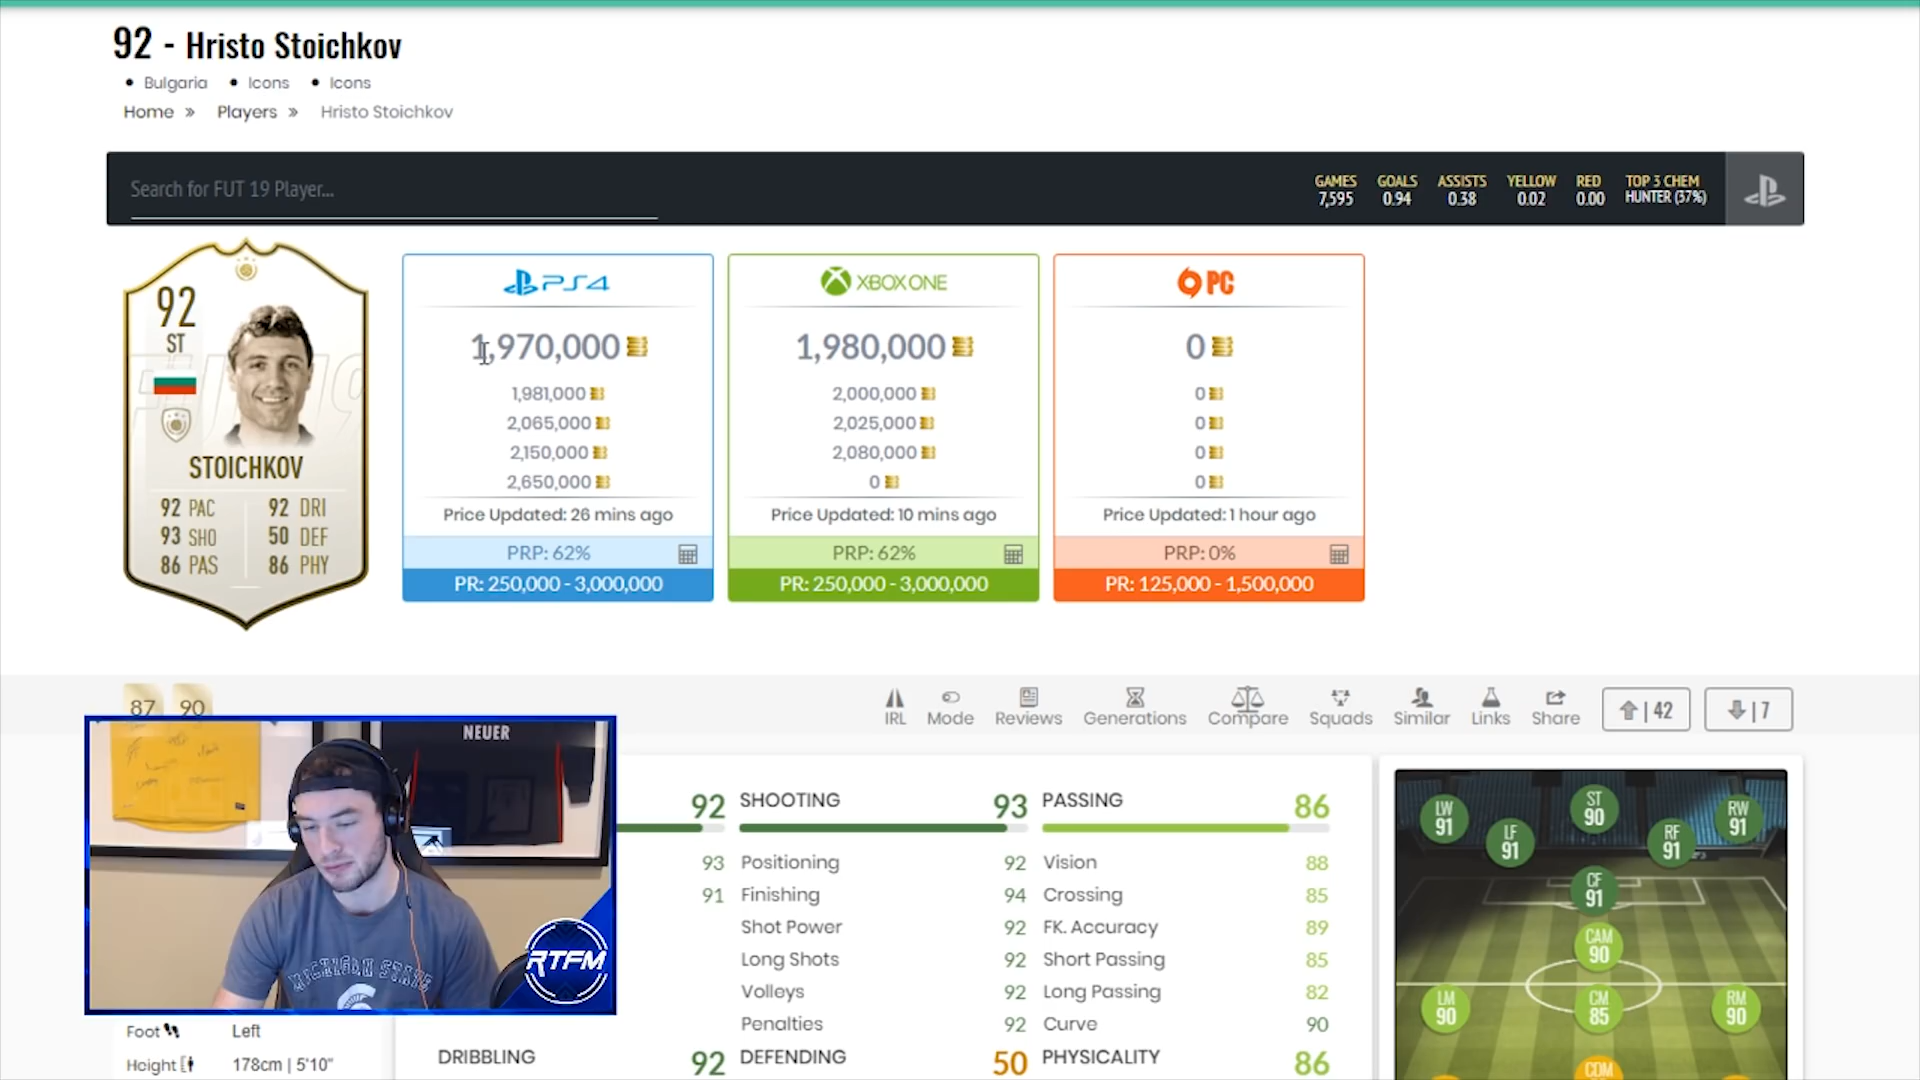 92 - Hristo Stoichkov
• Bulgaria • Icons • Icons
Home » Players » Hristo Stoichkov
Search for FUT 19 Player...
GAMES GOALS ASSISTS YELLOW RED TOP 3 CHEM
7,595 0.94 0.38 0.02 0.00 HUNTER (37%)
92
ST
STOICHKOV
92 PAC 92 DRI
93 SHO 50 DEF
86 PAS 86 PHY
PS4
1,970,000
1,981,000
2,065,000
2,150,000
2,650,000
Price Updated: 26 mins ago
PRP: 62%
PR: 250,000 - 3,000,000
XBOX ONE
1,980,000
2,000,000
2,025,000
2,080,000
0
Price Updated: 10 mins ago
PRP: 62%
PR: 250,000 - 3,000,000
PC
0
0
0
0
0
Price Updated: 1 hour ago
PRP: 0%
PR: 125,000 - 1,500,000
87 90
IRL Mode Reviews Generations Compare Squads Similar Links Share | 42 | 7
NEUER
MICHIGAN STATE
RTFM
92 SHOOTING 93 PASSING 86
93 Positioning 92 Vision 88
91 Finishing 94 Crossing 85
Shot Power 92 FK. Accuracy 89
Long Shots 92 Short Passing 85
Volleys 92 Long Passing 82
Penalties 92 Curve 90
Foot Left
Height 178cm | 5'10"
DRIBBLING 92 DEFENDING 50 PHYSICALITY 86
LW 91
ST 90
RW 91
LF 91
RF 91
CF 91
CAM 90
LM 90
CM 85
RM 90
CDM